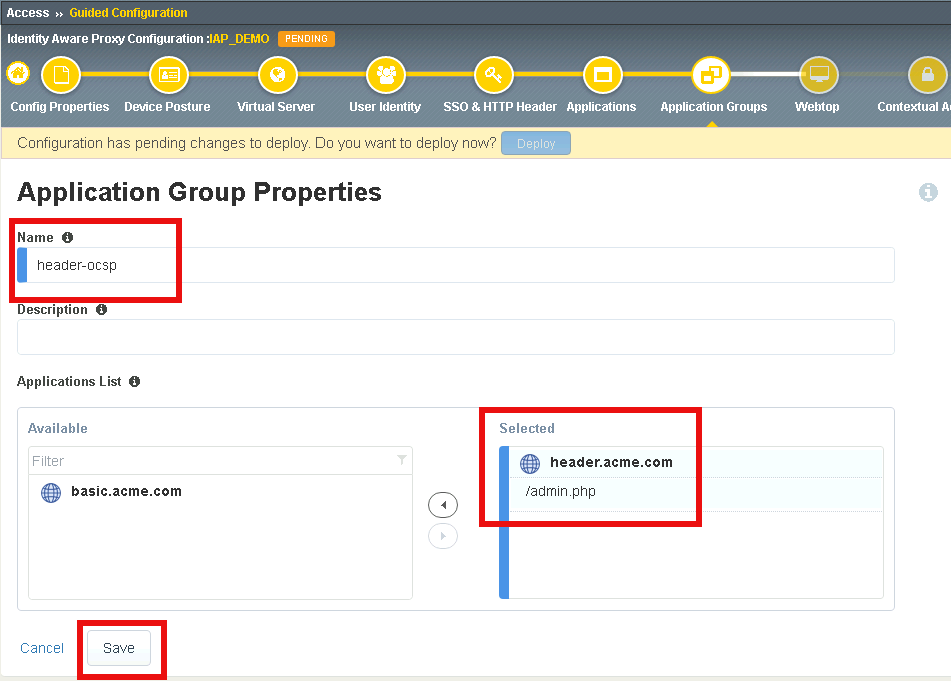 Access ›› Guided Configuration
Identity Aware Proxy Configuration :IAP_DEMO PENDING
Config Properties Device Posture Virtual Server User Identity SSO & HTTP Header Applications Application Groups Webtop Contextual A
Configuration has pending changes to deploy. Do you want to deploy now? Deploy
Application Group Properties
Name
header-ocsp
Description
Applications List
Available
Filter
basic.acme.com
Selected
header.acme.com
/admin.php
Cancel Save